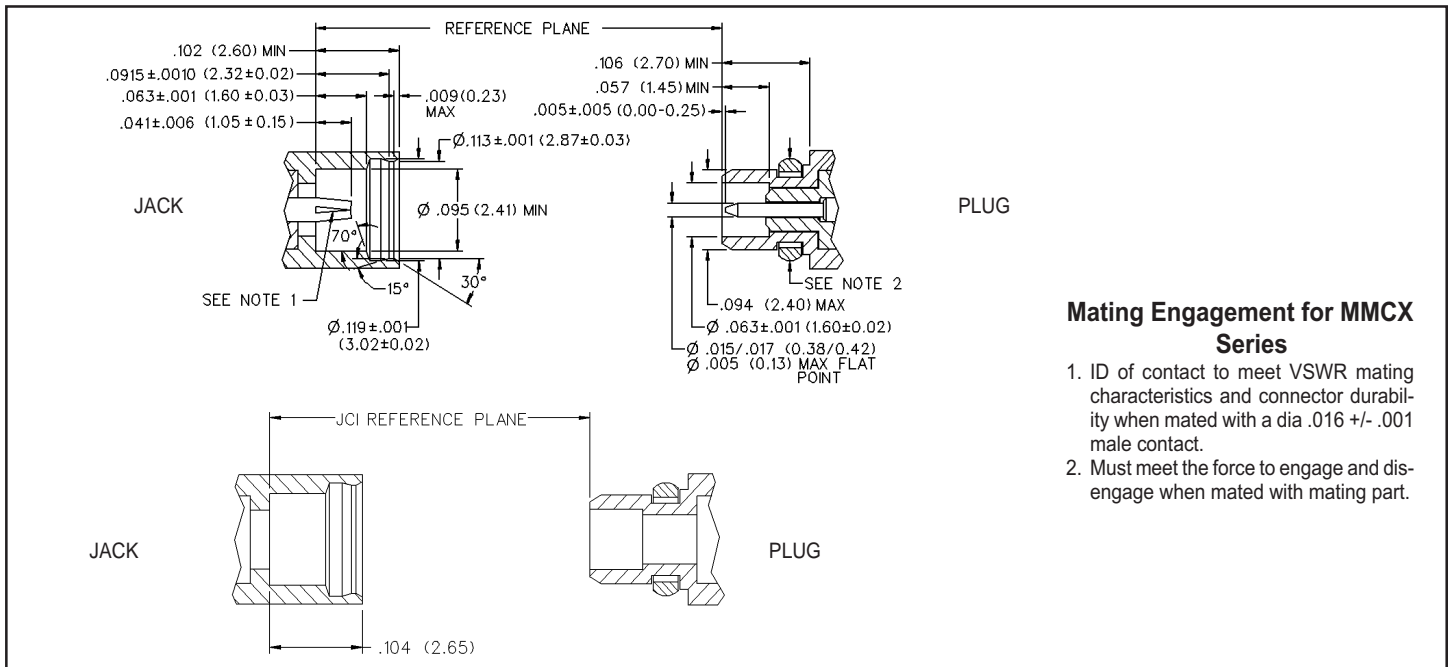 REFERENCE PLANE
.102 (2.60) MIN
.0915±.0010 (2.32±0.02)
.063±.001 (1.60±0.03)
.041±.006 (1.05±0.15)
.009(0.23)
MAX
Ø.113±.001 (2.87±0.03)
Ø .095 (2.41) MIN
70°
15°
30°
SEE NOTE 1
Ø.119±.001
(3.02±0.02)
JACK
.106 (2.70) MIN
.057 (1.45) MIN
.005±.005 (0.00-0.25)
PLUG
SEE NOTE 2
.094 (2.40) MAX
Ø .063±.001 (1.60±0.02)
Ø .015/.017 (0.38/0.42)
Ø .005 (0.13) MAX FLAT
POINT
Mating Engagement for MMCX
Series
1. ID of contact to meet VSWR mating
characteristics and connector durabil-
ity when mated with a dia .016 +/- .001
male contact.
2. Must meet the force to engage and dis-
engage when mated with mating part.
JCI REFERENCE PLANE
JACK
PLUG
.104 (2.65)